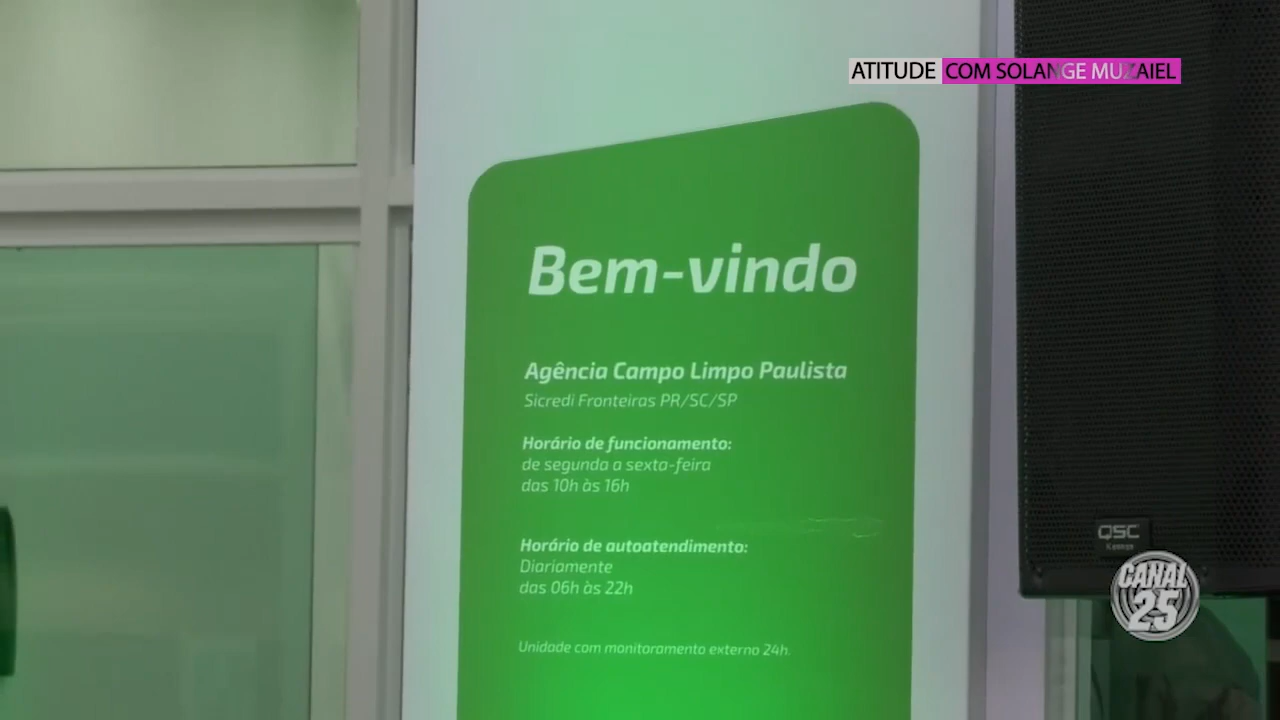 ATITUDE COM SOLANGE MUZAIEL
Bem-vindo
Agência Campo Limpo Paulista
Sicredi Fronteiras PR/SC/SP
Horário de funcionamento:
de segunda a sexta-feira
das 10h às 16h
Horário de autoatendimento:
Diariamente
das 06h às 22h
Unidade com monitoramento externo 24h.
QSC
CANAL
25